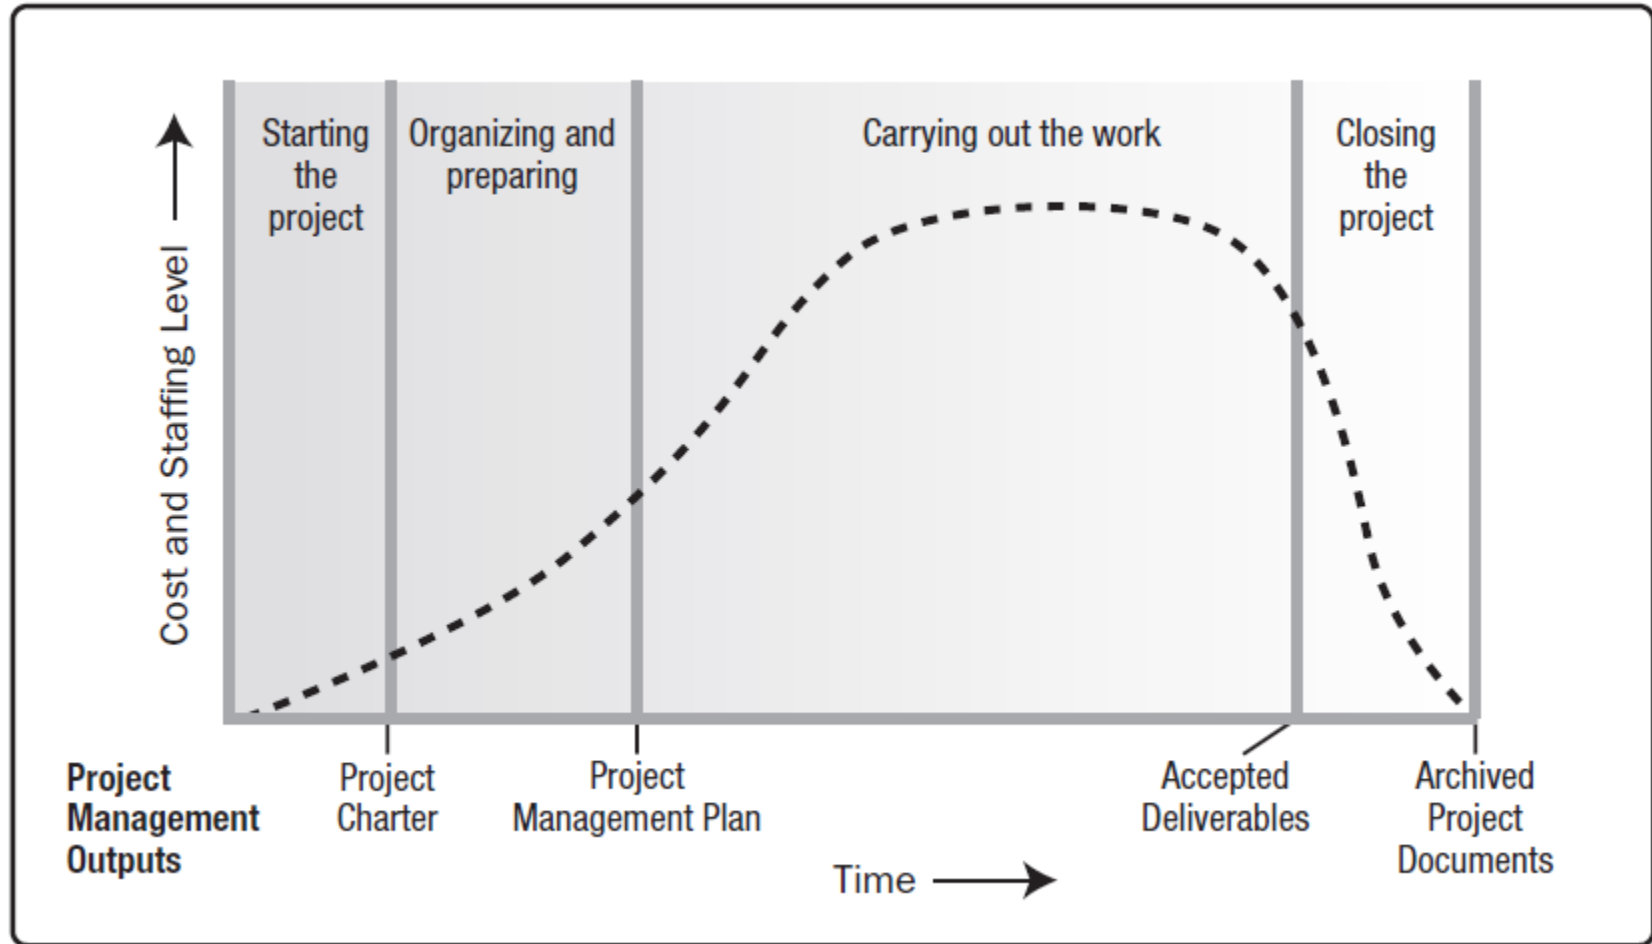 Starting
the
project
Organizing and
preparing
Carrying out the work
Closing
the
project
Cost and Staffing Level
Project
Management
Outputs
Project
Charter
Project
Management Plan
Accepted
Deliverables
Archived
Project
Documents
Time